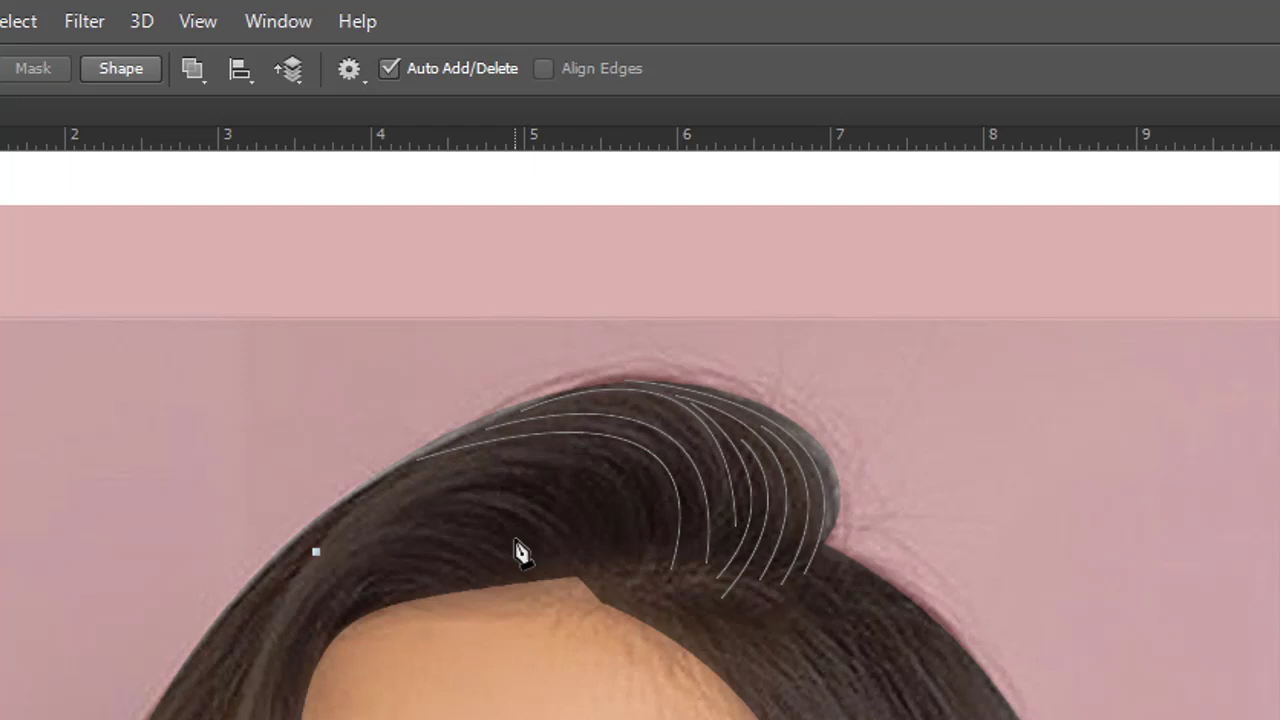 elect Filter 3D View Window Help
Mask Shape Auto Add/Delete Align Edges
2 3 4 5 6 7 8 9